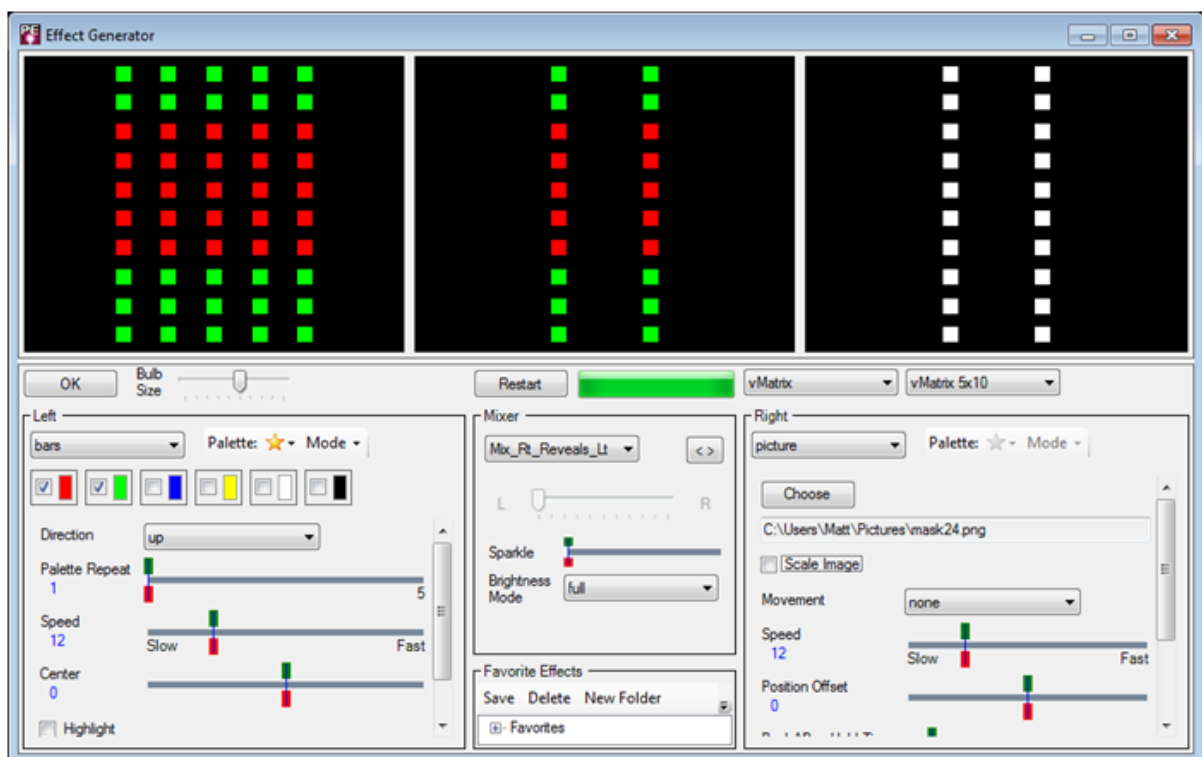 PE Effect Generator
OK
Bulb Size
Restart
vMatrix
vMatrix 5x10
Left
bars
Palette:
Mode
Direction
up
Palette Repeat
1
5
Speed
12
Slow
Fast
Center
0
Highlight
Mixer
Mix_Rt_Reveals_Lt
< >
L
R
Sparkle
Brightness Mode
full
Favorite Effects
Save Delete New Folder
Favorites
Right
picture
Palette:
Mode
Choose
C:\Users\Matt\Pictures\mask24.png
Scale Image
Movement
none
Speed
12
Slow
Fast
Position Offset
0